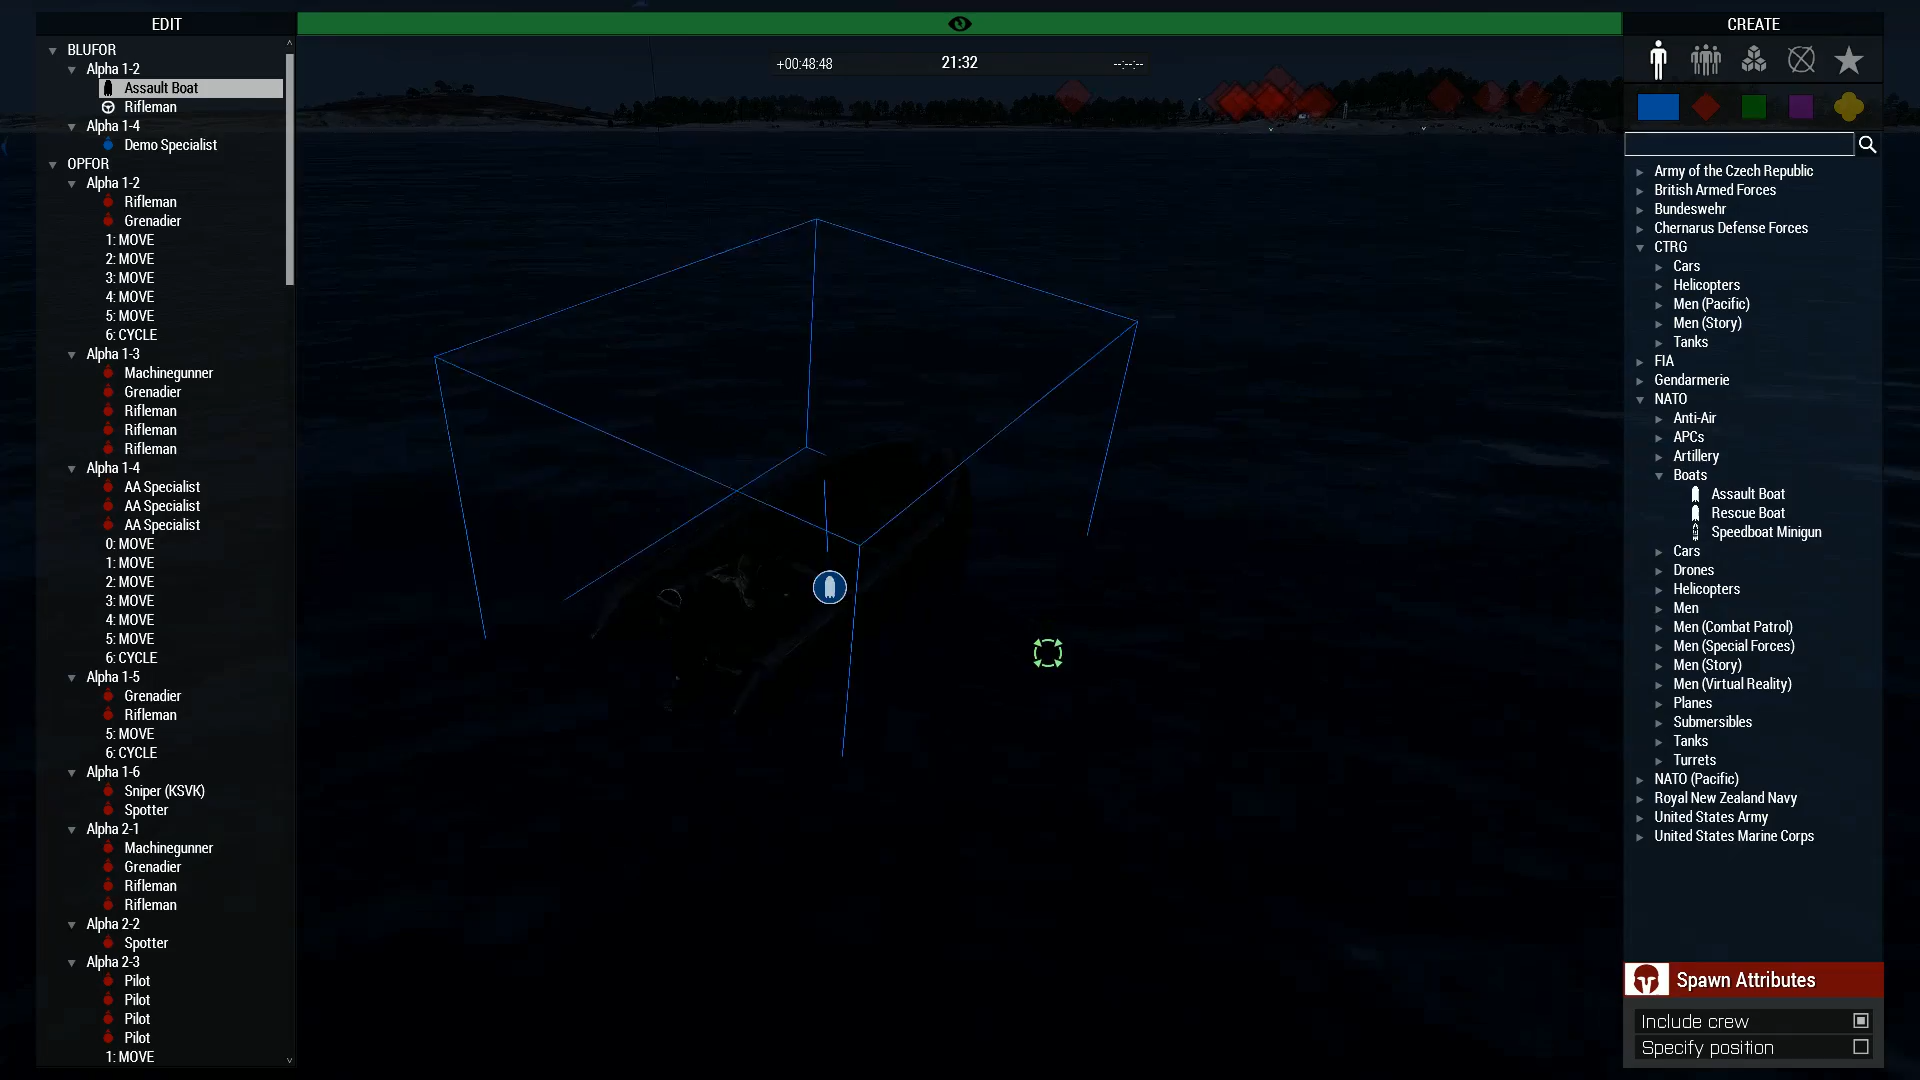 EDIT
BLUFOR
Alpha 1-2
Assault Boat
Rifleman
Alpha 1-4
Demo Specialist
OPFOR
Alpha 1-2
Rifleman
Grenadier
1: MOVE
2: MOVE
3: MOVE
4: MOVE
5: MOVE
6: CYCLE
Alpha 1-3
Machinegunner
Grenadier
Rifleman
Rifleman
Rifleman
Alpha 1-4
AA Specialist
AA Specialist
AA Specialist
0: MOVE
1: MOVE
2: MOVE
3: MOVE
4: MOVE
5: MOVE
6: CYCLE
Alpha 1-5
Grenadier
Rifleman
5: MOVE
6: CYCLE
Alpha 1-6
Sniper (KSVK)
Spotter
Alpha 2-1
Machinegunner
Grenadier
Rifleman
Rifleman
Alpha 2-2
Spotter
Alpha 2-3
Pilot
Pilot
Pilot
Pilot
1: MOVE
+00:48:48
21:32
--:--:--
CREATE
Army of the Czech Republic
British Armed Forces
Bundeswehr
Chernarus Defense Forces
CTRG
Cars
Helicopters
Men (Pacific)
Men (Story)
Tanks
FIA
Gendarmerie
NATO
Anti-Air
APCs
Artillery
Boats
Assault Boat
Rescue Boat
Speedboat Minigun
Cars
Drones
Helicopters
Men
Men (Combat Patrol)
Men (Special Forces)
Men (Story)
Men (Virtual Reality)
Planes
Submersibles
Tanks
Turrets
NATO (Pacific)
Royal New Zealand Navy
United States Army
United States Marine Corps
Spawn Attributes
Include crew
Specify position